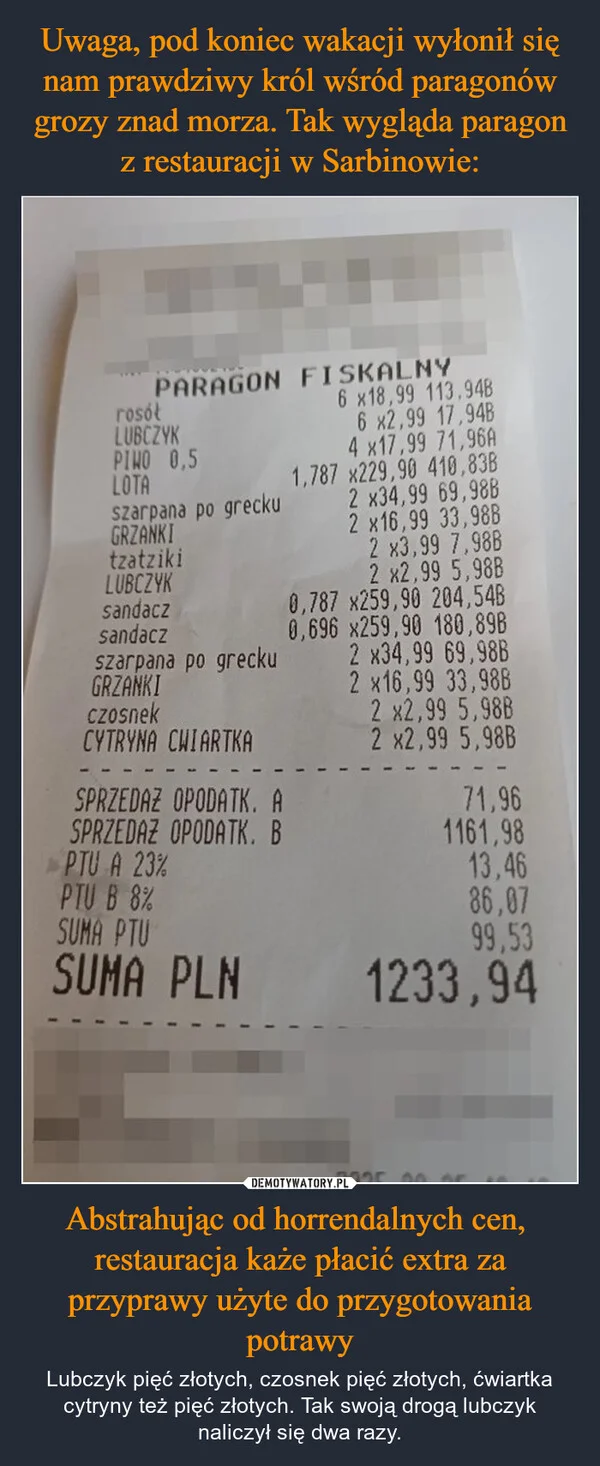 Uwaga, pod koniec wakacji wyłonił się
nam prawdziwy król wśród paragonów
grozy znad morza. Tak wygląda paragon
z restauracji w Sarbinowie:
PARAGON FISKALNY
rosół 6 x18,99 113,94B
LUBCZYK 6 x2,99 17,94B
PIWO 0,5 4 x17,99 71,96A
LOTA 1,787 x229,90 410,83B
szarpana po grecku 2 x34,99 69,98B
GRZANKI 2 x16,99 33,98B
tzatziki 2 x3,99 7,98B
LUBCZYK 2 x2,99 5,98B
sandacz 0,787 x259,90 204,54B
sandacz 0,696 x259,90 180,89B
szarpana po grecku 2 x34,99 69,98B
GRZANKI 2 x16,99 33,98B
czosnek 2 x2,99 5,98B
CYTRYNA CWIARTKA 2 x2,99 5,98B
SPRZEDAŻ OPODATK. A 71,96
SPRZEDAŻ OPODATK. B 1161,98
PTU A 23% 13,46
PTU B 8% 86,07
SUMA PTU 99,53
SUMA PLN 1233,94
DEMOTYWATORY.PL
Abstrahując od horrendalnych cen,
restauracja każe płacić extra za
przyprawy użyte do przygotowania
potrawy
Lubczyk pięć złotych, czosnek pięć złotych, ćwiartka
cytryny też pięć złotych. Tak swoją drogą lubczyk
naliczył się dwa razy.